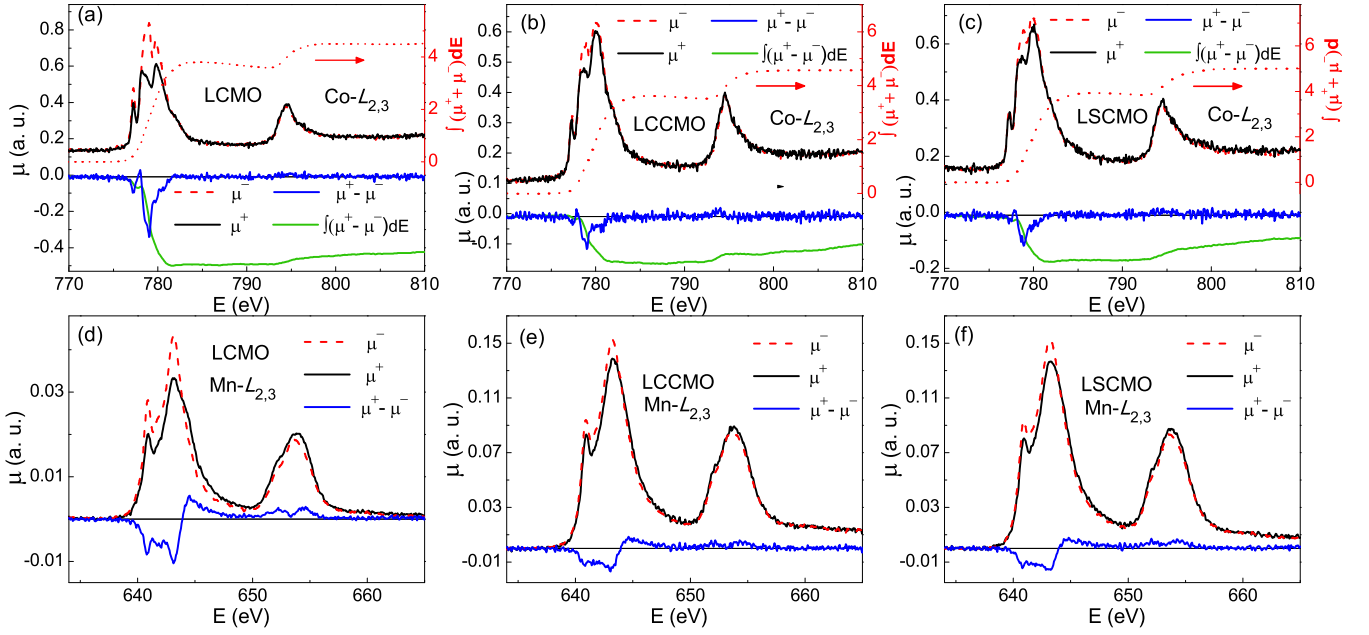 (a)
μ⁻
μ⁺- μ⁻
μ⁺
∫(μ⁺- μ⁻)dE
LCMO
Co-L2,3
μ⁻
μ⁺- μ⁻
μ⁺
∫(μ⁺- μ⁻)dE
μ (a. u.)
0.8
0.6
0.4
0.2
0.0
-0.2
-0.4
770 780 790 800 810
E (eV)
4
2
0
∫(μ⁺+ μ⁻)dE
(b)
μ⁻
μ⁺- μ⁻
μ⁺
∫(μ⁺- μ⁻)dE
LCCMO
Co-L2,3
μ (a. u.)
0.6
0.5
0.4
0.3
0.2
0.1
0.0
-0.1
770 780 790 800 810
E (eV)
6
4
2
0
∫(μ⁺+ μ⁻)dE
(c)
μ⁻
μ⁺- μ⁻
μ⁺
∫(μ⁺- μ⁻)dE
LSCMO
Co-L2,3
μ (a. u.)
0.6
0.4
0.2
0.0
-0.2
770 780 790 800 810
E (eV)
6
4
2
0
∫(μ⁺+ μ⁻)d
(d)
LCMO
Mn-L2,3
μ⁻
μ⁺
μ⁺- μ⁻
μ (a. u.)
0.03
0.01
-0.01
640 650 660
E (eV)
(e)
LCCMO
Mn-L2,3
μ⁻
μ⁺
μ⁺- μ⁻
μ (a. u.)
0.15
0.11
0.07
0.03
-0.01
640 650 660
E (eV)
(f)
LSCMO
Mn-L2,3
μ⁻
μ⁺
μ⁺- μ⁻
μ (a. u.)
0.15
0.11
0.07
0.03
-0.01
640 650 660
E (eV)